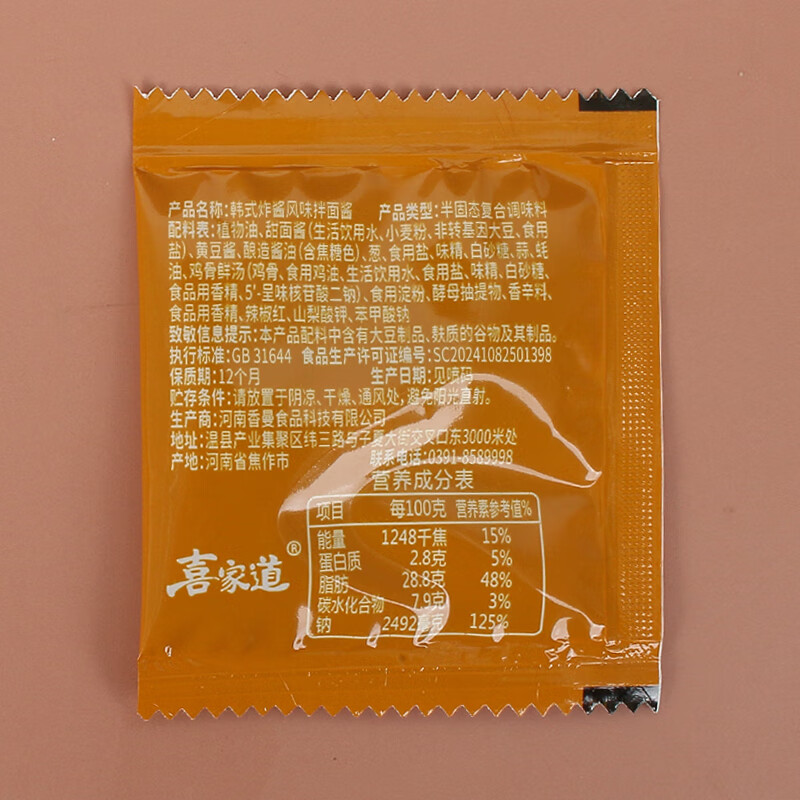 产品名称:韩式炸酱风味拌面酱 产品类型:半固态复合调味料
配料表:植物油、甜面酱(生活饮用水、小麦粉、非转基因大豆、食用
盐)、黄豆酱、酿造酱油(含焦糖色)、葱、食用盐、味精、白砂糖、蒜、蚝
油、鸡骨鲜汤(鸡骨、食用鸡油、生活饮用水、食用盐、味精、白砂糖、
食品用香精、5'-呈味核苷酸二钠)、食用淀粉、酵母抽提物、香辛料、
食品用香精、辣椒红、山梨酸钾、苯甲酸钠
致敏信息提示:本产品配料中含有大豆制品、麸质的谷物及其制品。
执行标准:GB 31644 食品生产许可证编号:SC20241082501398
保质期:12个月 生产日期:见喷码
贮存条件:请放置于阴凉、干燥、通风处,避免阳光直射。
生产商:河南香曼食品科技有限公司
地址:温县产业集聚区纬三路与子夏大街交叉口东3000米处
产地:河南省焦作市 联系电话:0391-8589998
营养成分表
项目 每100克 营养素参考值%
能量 1248千焦 15%
蛋白质 2.8克 5%
脂肪 28.8克 48%
碳水化合物 7.9克 3%
钠 2492毫克 125%
喜家道®